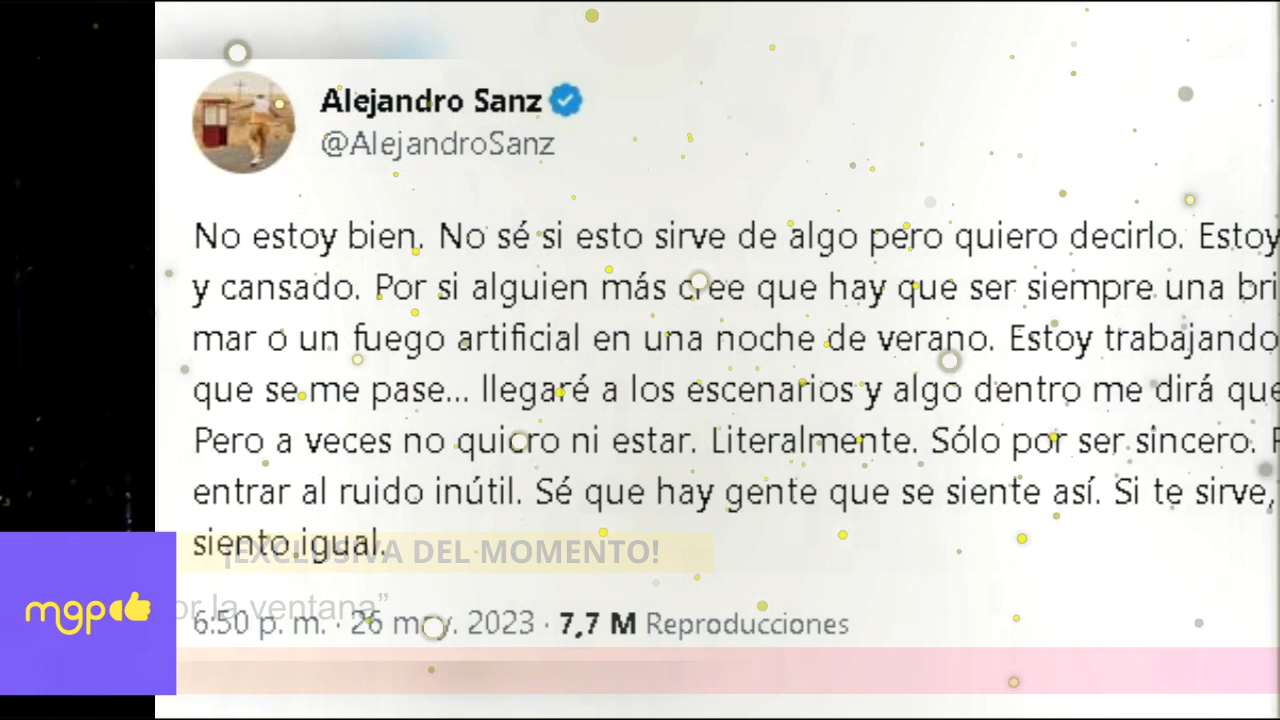 Alejandro Sanz
@AlejandroSanz
No estoy bien. No sé si esto sirve de algo pero quiero decirlo. Estoy
y cansado. Por si alguien más cree que hay que ser siempre una bri
mar o un fuego artificial en una noche de verano. Estoy trabajando
que se me pase... llegaré a los escenarios y algo dentro me dirá que
Pero a veces no quiero ni estar. Literalmente. Sólo por ser sincero.
entrar al ruido inútil. Sé que hay gente que se siente así. Si te sirve,
siento igual.
¡EXCLUSIVA DEL MOMENTO!
or la ventana”
6:50 p. m. · 26 may. 2023 · 7,7 M Reproducciones
mgp